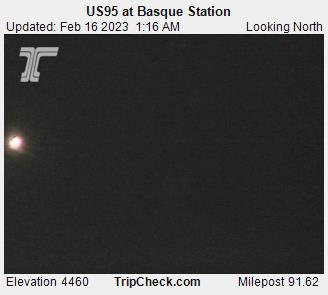 US95 at Basque Station
Updated: Feb 16 2023 1:16 AM Looking North
Elevation 4460 TripCheck.com Milepost 91.62